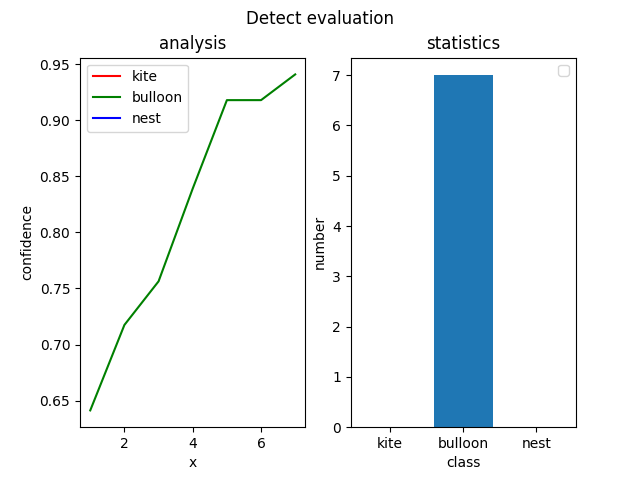 Detect evaluation
analysis
statistics
kite
bulloon
nest
confidence
0.95
0.90
0.85
0.80
0.75
0.70
0.65
2 4 6
x
number
7
6
5
4
3
2
1
0
kite bulloon nest
class